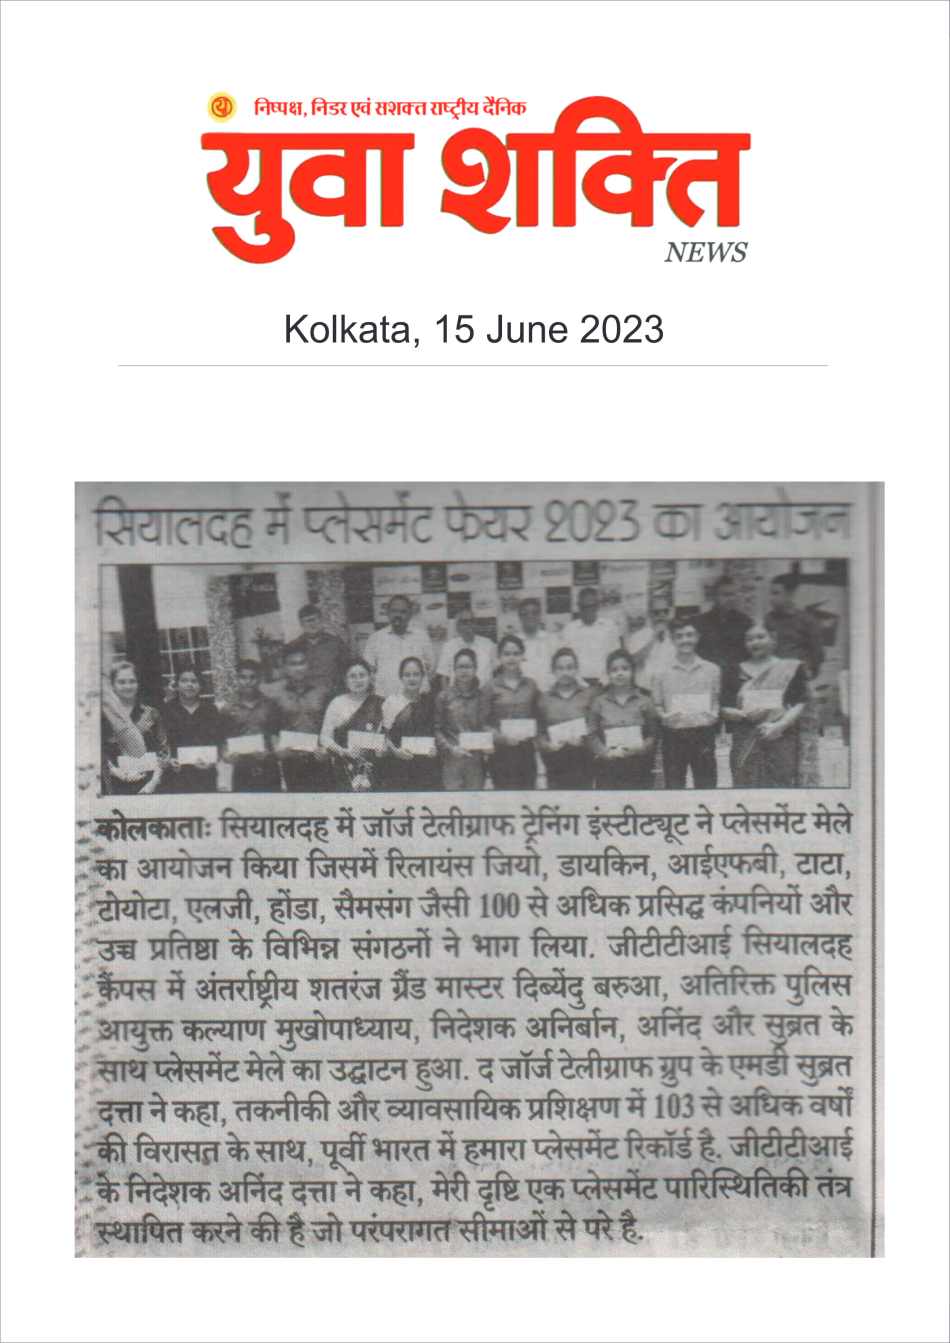 निष्पक्ष, निडर एवं सशक्त राष्ट्रीय दैनिक
युवा शक्ति
NEWS
Kolkata, 15 June 2023
सियालदह में प्लेसमेंट फेयर 2023 का आयोजन
कोलकाताः सियालदह में जॉर्ज टेलीग्राफ ट्रेनिंग इंस्टीट्यूट ने प्लेसमेंट मेले
का आयोजन किया जिसमें रिलायंस जियो, डायकिन, आईएफबी, टाटा,
टोयोटा, एलजी, होंडा, सैमसंग जैसी 100 से अधिक प्रसिद्ध कंपनियों और
उच्च प्रतिष्ठा के विभिन्न संगठनों ने भाग लिया. जीटीटीआई सियालदह
कैंपस में अंतर्राष्ट्रीय शतरंज ग्रैंड मास्टर दिब्येंदु बरुआ, अतिरिक्त पुलिस
आयुक्त कल्याण मुखोपाध्याय, निदेशक अनिर्बान, अनिंद और सुब्रत के
साथ प्लेसमेंट मेले का उद्घाटन हुआ. द जॉर्ज टेलीग्राफ ग्रुप के एमडी सुब्रत
दत्ता ने कहा, तकनीकी और व्यावसायिक प्रशिक्षण में 103 से अधिक वर्षों
की विरासत के साथ, पूर्वी भारत में हमारा प्लेसमेंट रिकॉर्ड है. जीटीटीआई
के निदेशक अनिंद दत्ता ने कहा, मेरी दृष्टि एक प्लेसमेंट पारिस्थितिकी तंत्र
स्थापित करने की है जो परंपरागत सीमाओं से परे है.